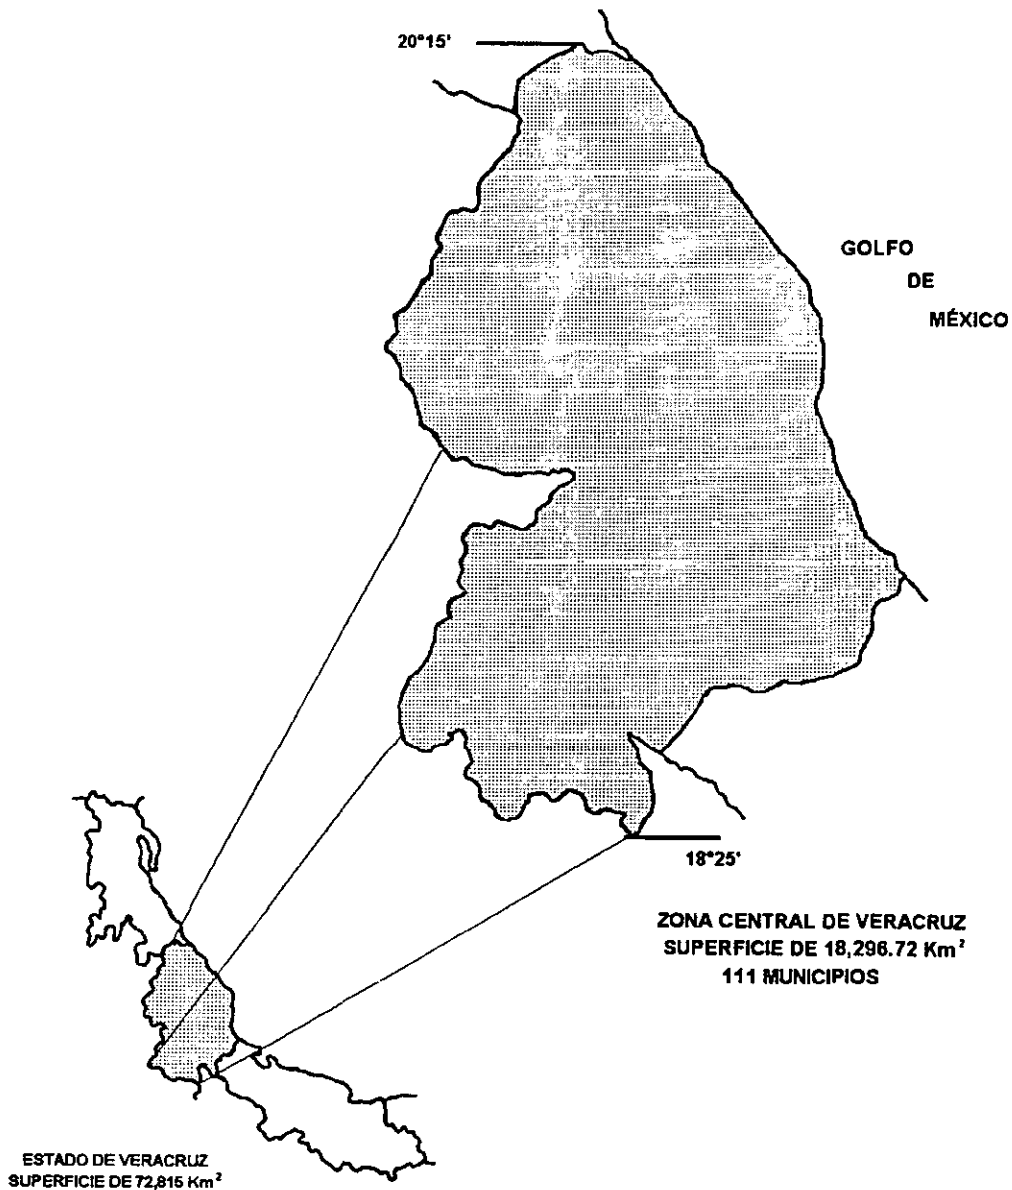 20°15'
GOLFO
DE
MÉXICO
18°25'
ZONA CENTRAL DE VERACRUZ
SUPERFICIE DE 18,296.72 Km²
111 MUNICIPIOS
ESTADO DE VERACRUZ
SUPERFICIE DE 72,815 Km²